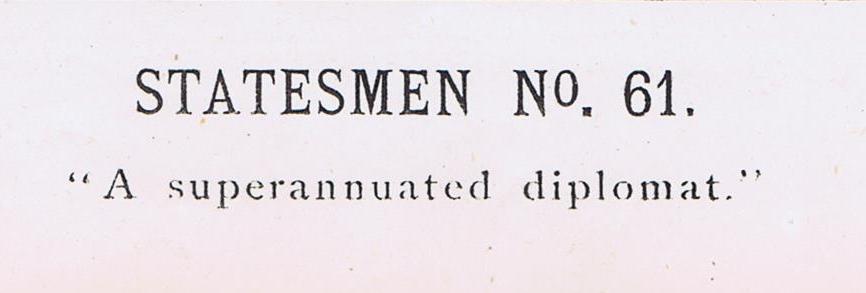 STATESMEN NO. 61.
“A superannuated diplomat.”